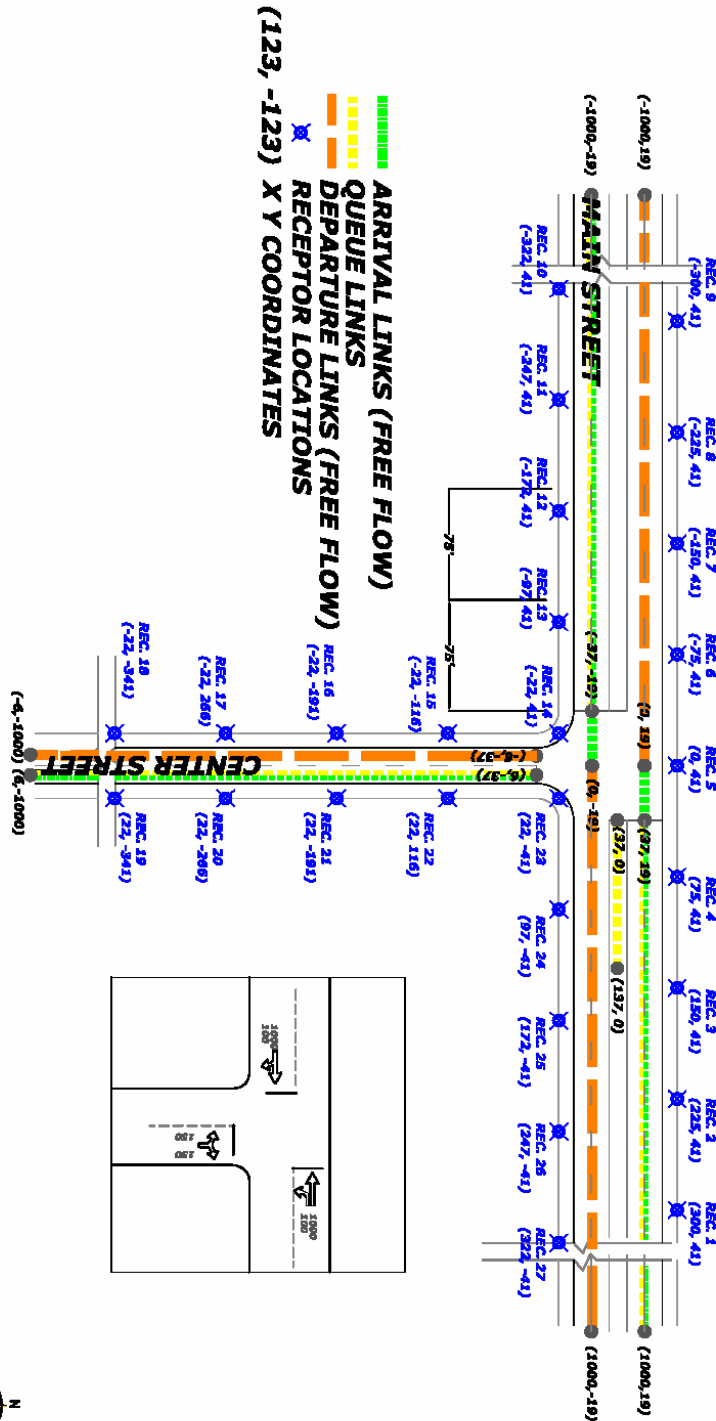 REC. 9
(-300, 41)
REC. 8
(-225, 41)
REC. 7
(-150, 41)
REC. 6
(-75, 41)
REC. 5
(0, 41)
REC. 4
(75, 41)
REC. 3
(150, 41)
REC. 2
(225, 41)
REC. 1
(300, 41)
(-1000,19)
(0, 19)
(37,19)
(1000,19)
(37, 0)
(137, 0)
(-1000,-19)
MAIN STREET
(-37,-19)
(0, -19)
(1000,-19)
REC. 10
(-322, 41)
REC. 11
(-247, 41)
REC. 12
(-172, 41)
REC. 13
(-97, 41)
REC. 14
(-22, 41)
REC. 23
(22, -41)
REC. 24
(97, -41)
REC. 25
(172, -41)
REC. 26
(247, -41)
REC. 27
(322, -41)
75'
75'
(-6,-37)
(6,-37)
REC. 15
(-22, -116)
REC. 22
(22, 116)
REC. 16
(-22, -191)
REC. 21
(22, -191)
REC. 17
(-22, 266)
REC. 20
(22, -266)
REC. 18
(-22, -341)
REC. 19
(22, -341)
CENTER STREET
(-6,-1000)
(6,-1000)
ARRIVAL LINKS (FREE FLOW)
QUEUE LINKS
DEPARTURE LINKS (FREE FLOW)
RECEPTOR LOCATIONS
(123, -123) X Y COORDINATES
1000
100
1000
100
250
250
N